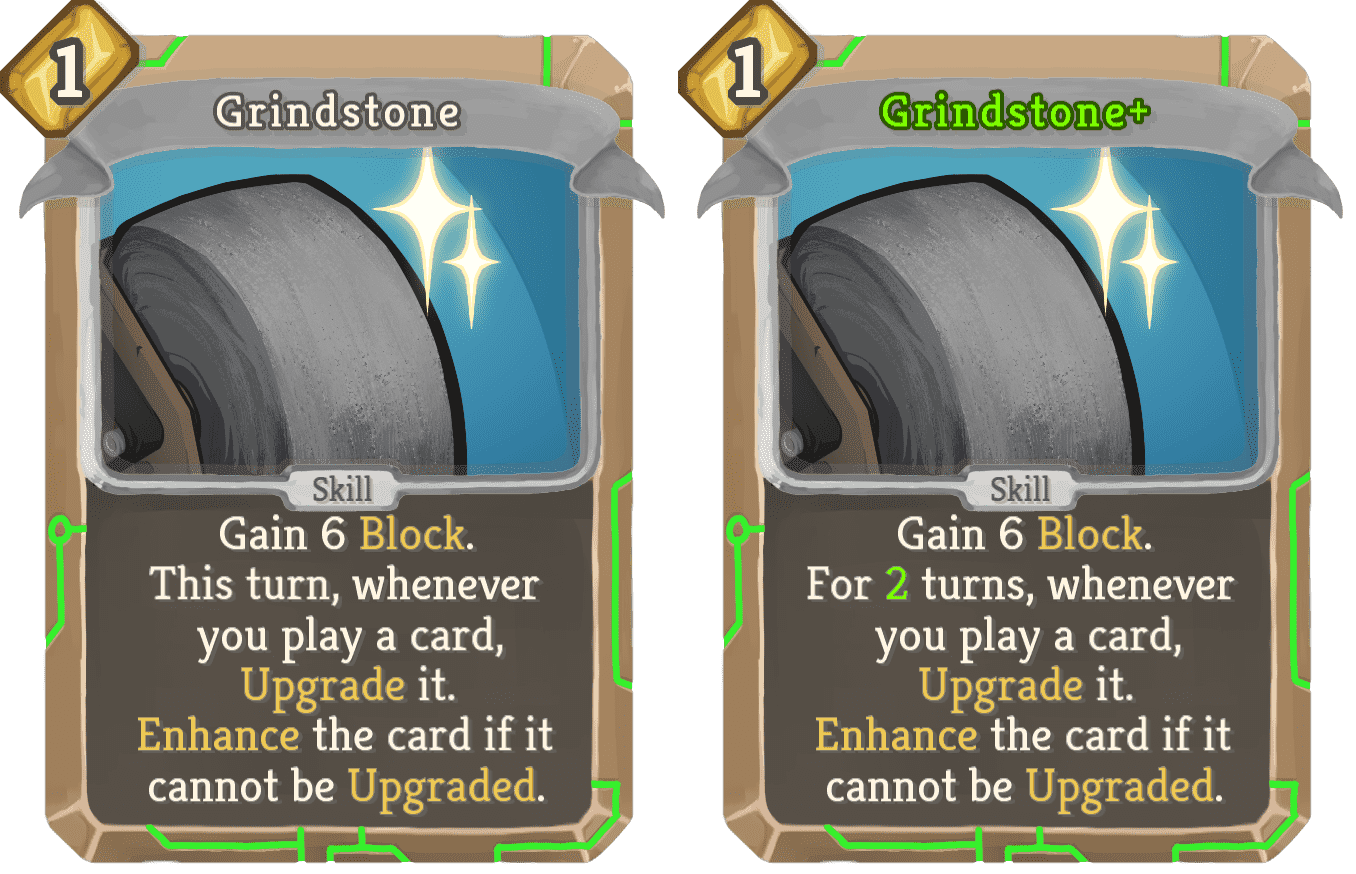 1
Grindstone
Skill
Gain 6 Block.
This turn, whenever
you play a card,
Upgrade it.
Enhance the card if it
cannot be Upgraded.
1
Grindstone+
Skill
Gain 6 Block.
For 2 turns, whenever
you play a card,
Upgrade it.
Enhance the card if it
cannot be Upgraded.